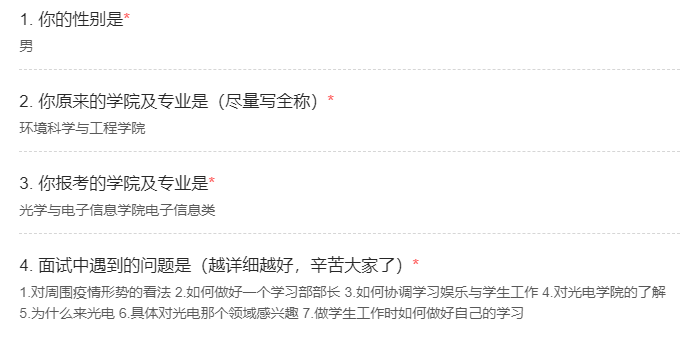 1. 你的性别是*
男
2. 你原来的学院及专业是（尽量写全称）*
环境科学与工程学院
3. 你报考的学院及专业是*
光学与电子信息学院电子信息类
4. 面试中遇到的问题是（越详细越好，辛苦大家了）*
1.对周围疫情形势的看法 2.如何做好一个学习部部长 3.如何协调学习娱乐与学生工作 4.对光电学院的了解
5.为什么来光电 6.具体对光电那个领域感兴趣 7.做学生工作时如何做好自己的学习